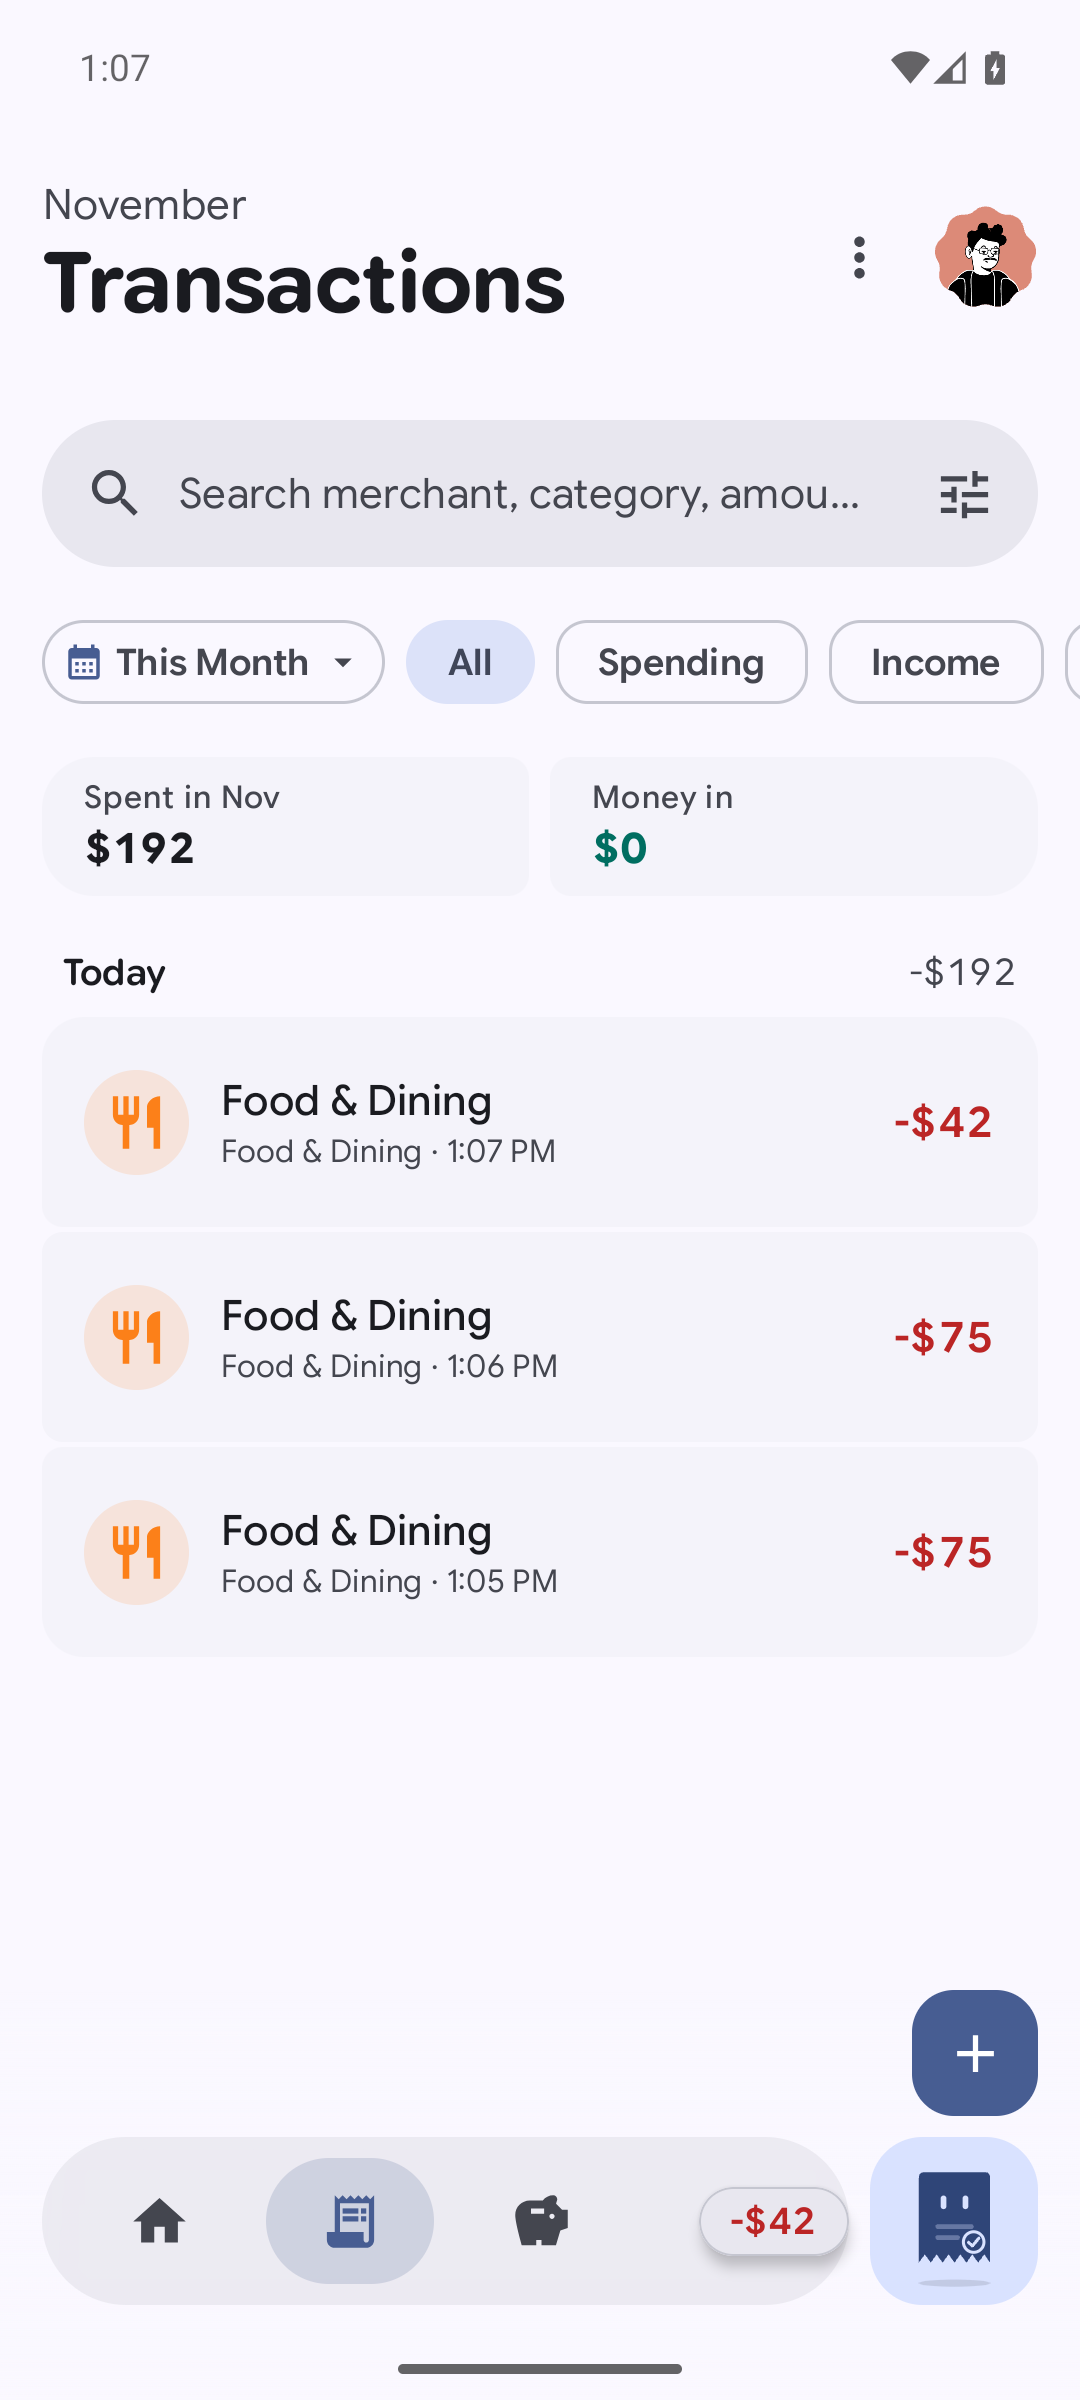 1:07
November
Transactions
Search merchant, category, amou...
This Month
All
Spending
Income
Spent in Nov
$192
Money in
$0
Today
-$192
Food & Dining
Food & Dining · 1:07 PM
-$42
Food & Dining
Food & Dining · 1:06 PM
-$75
Food & Dining
Food & Dining · 1:05 PM
-$75
-$42